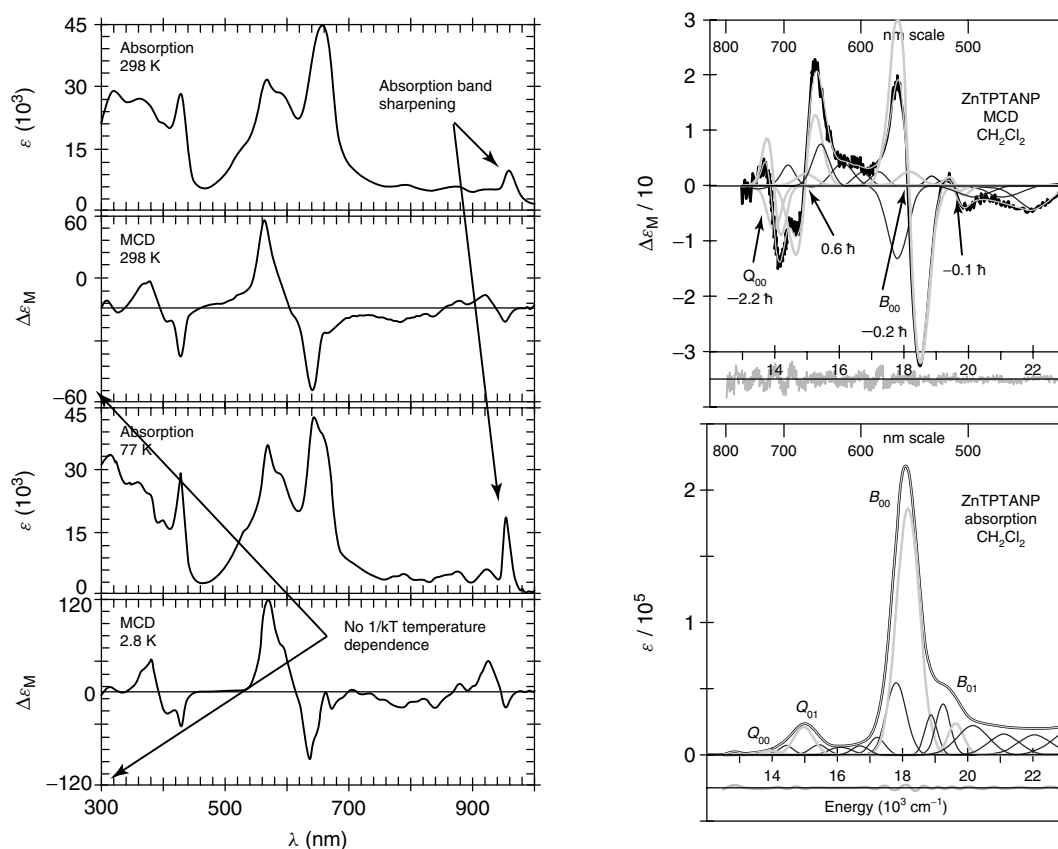 45
30
15
0
ε (10³)
Absorption
298 K
Absorption band
sharpening
60
0
−60
Δε_M
MCD
298 K
45
30
15
0
ε (10³)
Absorption
77 K
120
0
−120
Δε_M
MCD
2.8 K
No 1/kT temperature
dependence
300
500
700
900
λ (nm)
3
2
1
0
−1
−2
−3
Δε_M / 10
800
700
600
500
nm scale
ZnTPTANP
MCD
CH₂Cl₂
Q₀₀
−2.2 ħ
0.6 ħ
B₀₀
−0.2 ħ
−0.1 ħ
14
16
18
20
22
800
700
600
500
nm scale
2
1
0
ε / 10⁵
B₀₀
ZnTPTANP
absorption
CH₂Cl₂
B₀₁
Q₀₁
Q₀₀
14
16
18
20
22
Energy (10³ cm⁻¹)